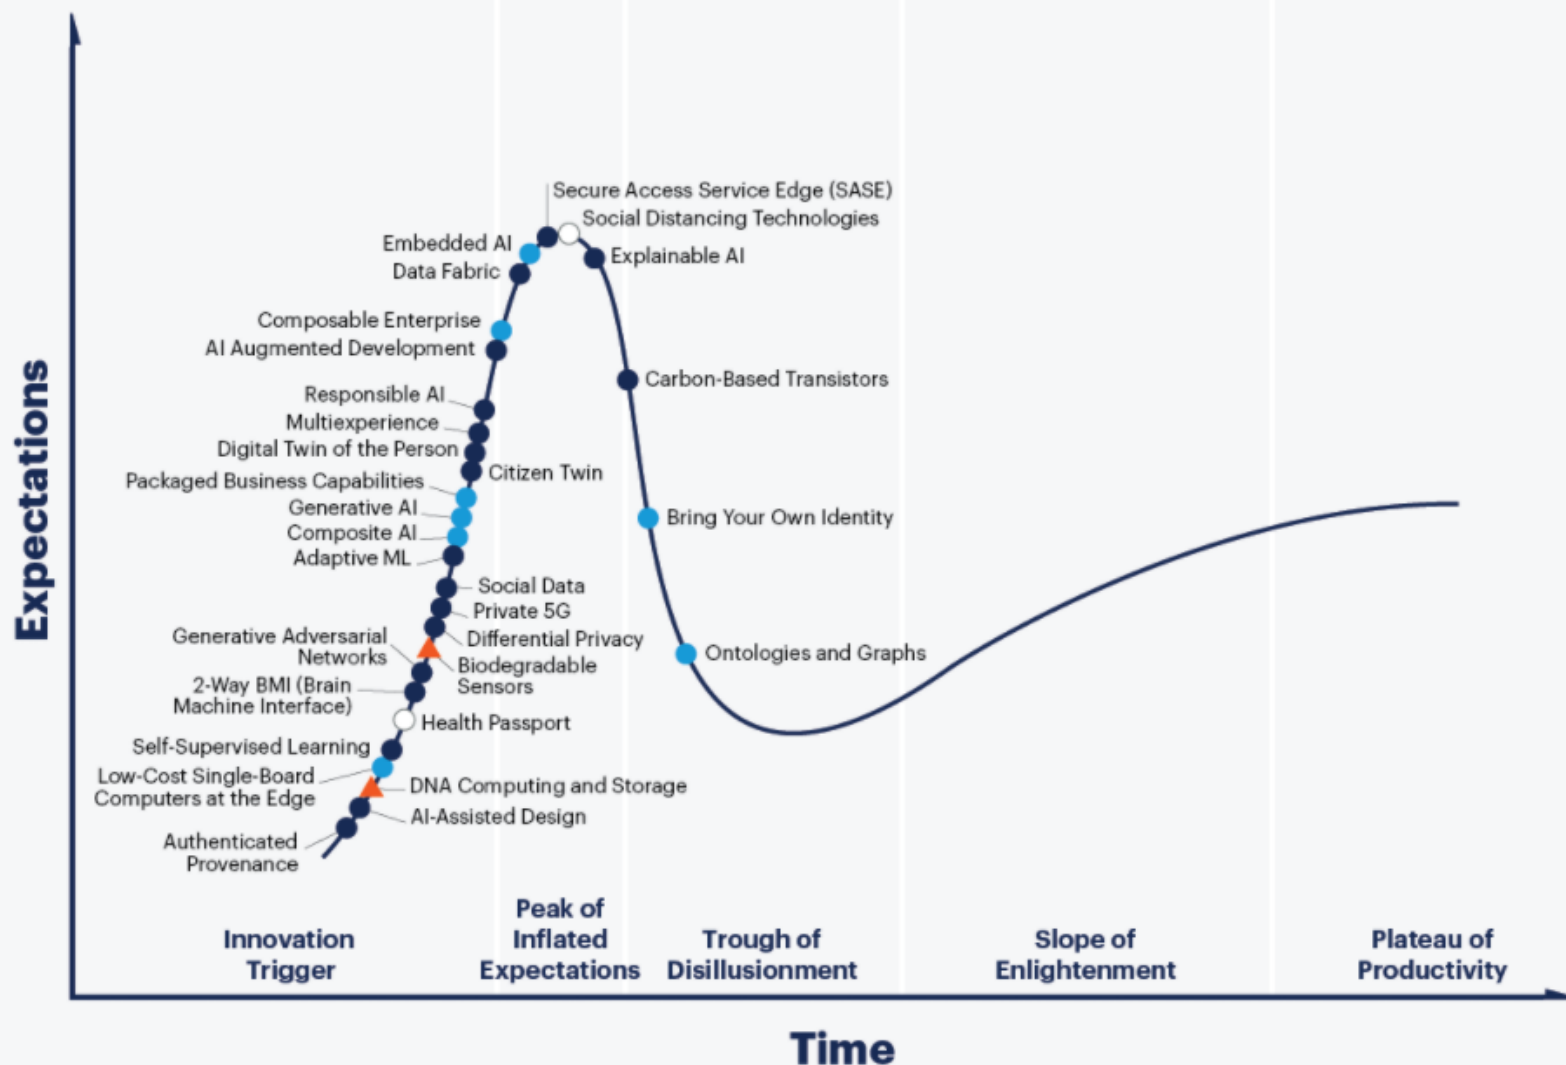 Secure Access Service Edge (SASE)
Social Distancing Technologies
Embedded AI
Explainable AI
Data Fabric
Composable Enterprise
AI Augmented Development
Carbon-Based Transistors
Responsible AI
Multiexperience
Digital Twin of the Person
Citizen Twin
Packaged Business Capabilities
Generative AI
Bring Your Own Identity
Composite AI
Adaptive ML
Social Data
Private 5G
Generative Adversarial
Networks
Differential Privacy
Ontologies and Graphs
Biodegradable
Sensors
2-Way BMI (Brain
Machine Interface)
Health Passport
Self-Supervised Learning
Low-Cost Single-Board
Computers at the Edge
DNA Computing and Storage
AI-Assisted Design
Authenticated
Provenance
Expectations
Innovation
Trigger
Peak of
Inflated
Expectations
Trough of
Disillusionment
Slope of
Enlightenment
Plateau of
Productivity
Time